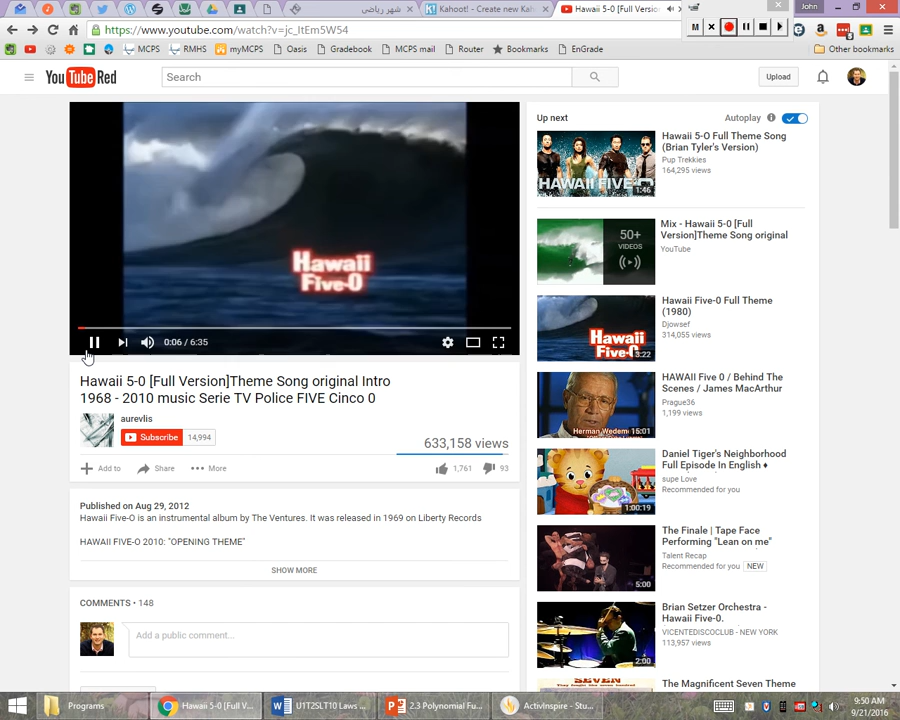 Kahoot! - Create new Kah
شهر ریاضی
Hawaii 5-0 [Full Version
John
https://www.youtube.com/watch?v=jc_ItEm5W54
MCPS
RMHS
myMCPS
Oasis
Gradebook
MCPS mail
Router
Bookmarks
EnGrade
Other bookmarks
YouTube Red
Search
Upload
Hawaii
Five-O
0:06 / 6:35
Hawaii 5-0 [Full Version]Theme Song original Intro
1968 - 2010 music Serie TV Police FIVE Cinco 0
aurevlis
Subscribe 14,994
633,158 views
Add to Share More
1,761 93
Published on Aug 29, 2012
Hawaii Five-O is an instrumental album by The Ventures. It was released in 1969 on Liberty Records
HAWAII FIVE-O 2010: "OPENING THEME"
SHOW MORE
COMMENTS • 148
Add a public comment...
Up next
Autoplay
HAWAII FIVE-0
1:46
Hawaii 5-O Full Theme Song
(Brian Tyler's Version)
Pup Trekkies
164,295 views
50+
VIDEOS
Mix - Hawaii 5-0 [Full
Version]Theme Song original
YouTube
Hawaii
Five-O
3:22
Hawaii Five-0 Full Theme
(1980)
Djowsef
314,055 views
Herman Wedeme
15:01
HAWAII Five 0 / Behind The
Scenes / James MacArthur
Prague36
1,199 views
1:00:19
Daniel Tiger's Neighborhood
Full Episode In English ♦
supe Love
Recommended for you
5:00
The Finale | Tape Face
Performing "Lean on me"
Talent Recap
Recommended for you NEW
2:00
Brian Setzer Orchestra -
Hawaii Five-0.
VICENTEDISCOCLUB - NEW YORK
113,957 views
The Magnificent Seven Theme
Programs
Hawaii 5-0 [Full V...
U1T2SLT10 Laws ...
2.3 Polynomial Fu...
ActivInspire - Stu...
9:50 AM
9/21/2016